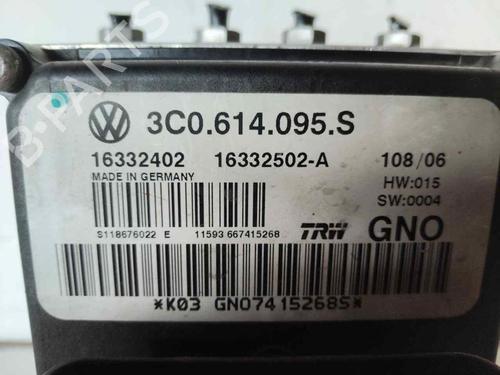 3C0.614.095.S
16332402 16332502-A 108/06
MADE IN GERMANY HW:015
SW:0004
S118676022 E 11593 667415268 TRW GNO
*K03 GNO7415268S*
B-PARTS